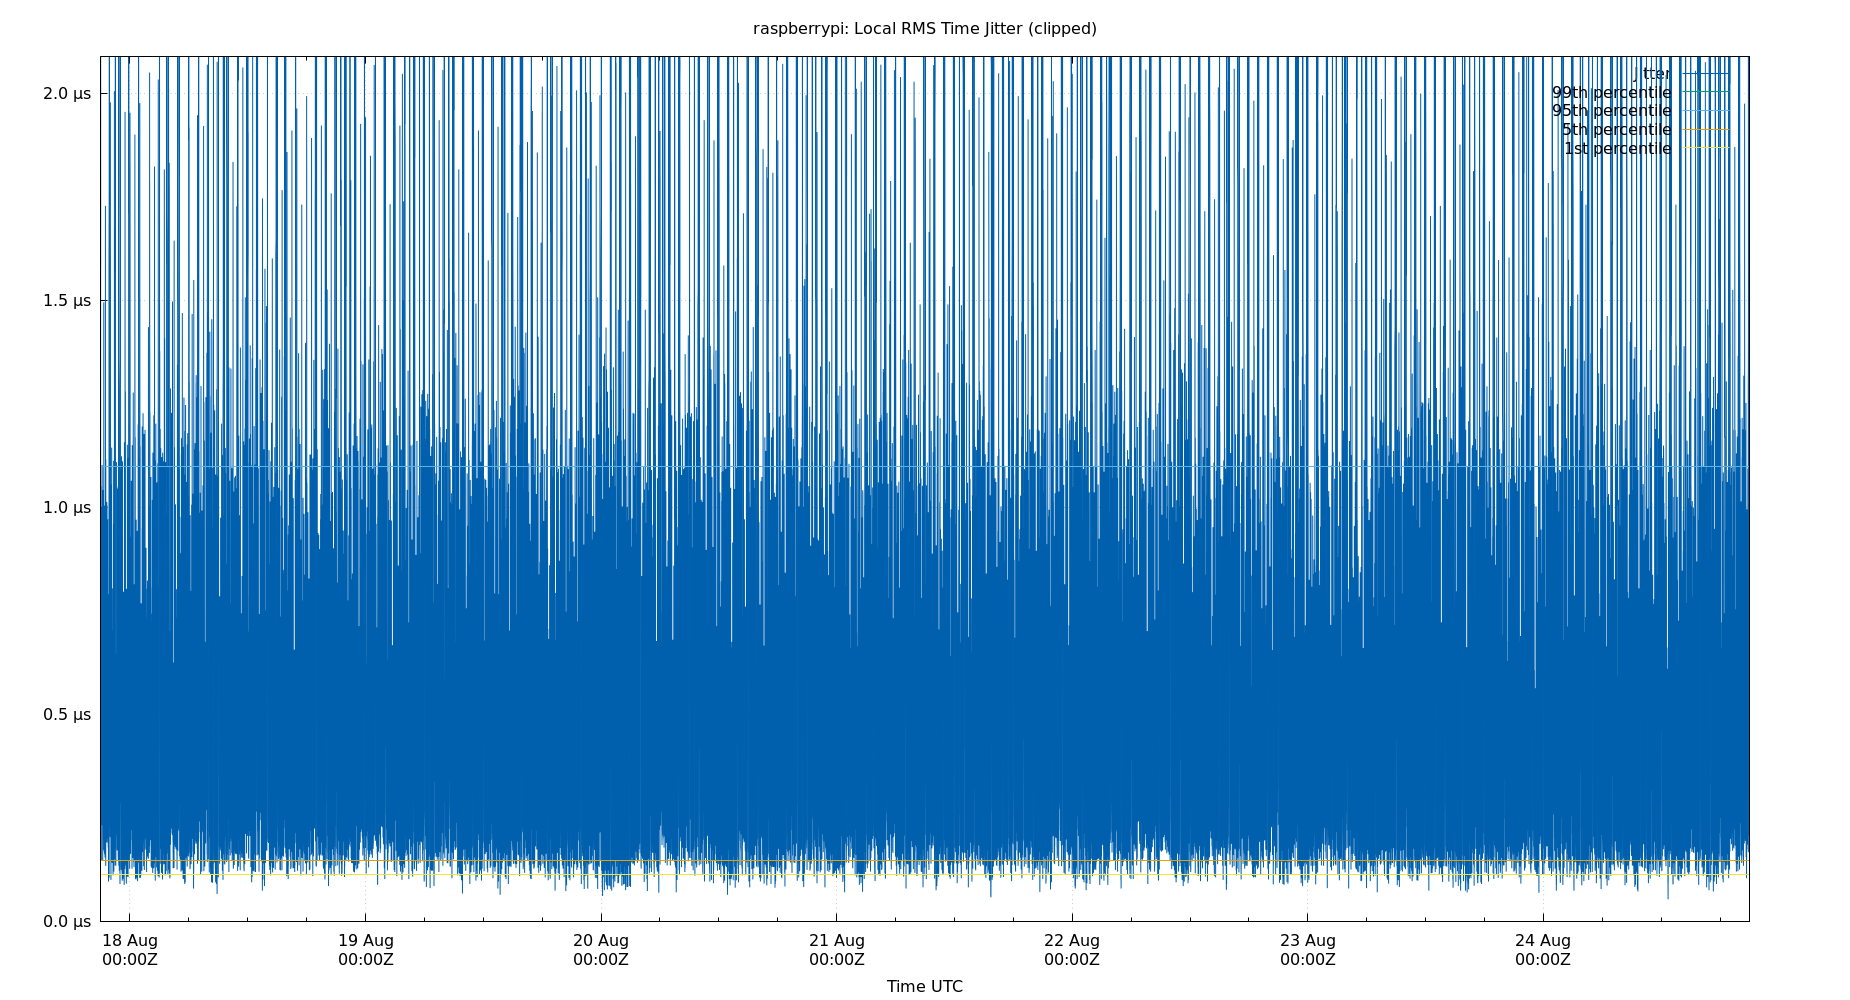 raspberrypi: Local RMS Time Jitter (clipped)
2.0 µs
1.5 µs
1.0 µs
0.5 µs
0.0 µs
jitter
99th percentile
95th percentile
5th percentile
1st percentile
18 Aug 19 Aug 20 Aug 21 Aug 22 Aug 23 Aug 24 Aug
00:00Z 00:00Z 00:00Z 00:00Z 00:00Z 00:00Z 00:00Z
Time UTC